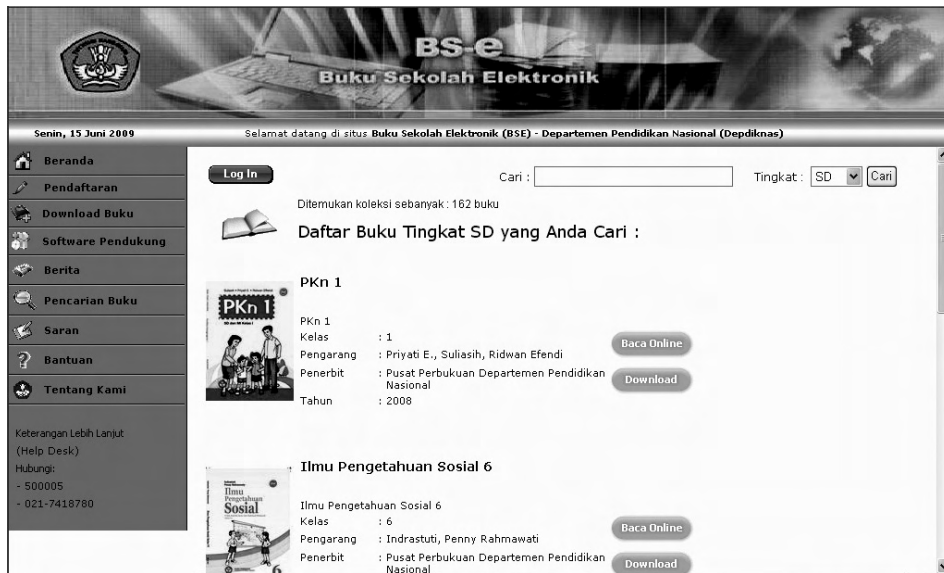 BS-e
Buku Sekolah Elektronik
Senin, 15 Juni 2009
Selamat datang di situs Buku Sekolah Elektronik (BSE) - Departemen Pendidikan Nasional (Depdiknas)
Beranda
Pendaftaran
Download Buku
Software Pendukung
Berita
Pencarian Buku
Saran
Bantuan
Tentang Kami
Keterangan Lebih Lanjut
(Help Desk)
Hubungi:
- 500005
- 021-7418780
Log In
Cari :
Tingkat : SD Cari
Ditemukan koleksi sebanyak : 162 buku
Daftar Buku Tingkat SD yang Anda Cari :
PKn 1
PKn 1
PKn 1
Kelas : 1
Pengarang : Priyati E., Suliasih, Ridwan Efendi
Penerbit : Pusat Perbukuan Departemen Pendidikan
Nasional
Tahun : 2008
Baca Online
Download
Ilmu Pengetahuan Sosial 6
Ilmu
Pengetahuan
Sosial
6
Ilmu Pengetahuan Sosial 6
Kelas : 6
Pengarang : Indrastuti, Penny Rahmawati
Penerbit : Pusat Perbukuan Departemen Pendidikan
Nasional
Baca Online
Download